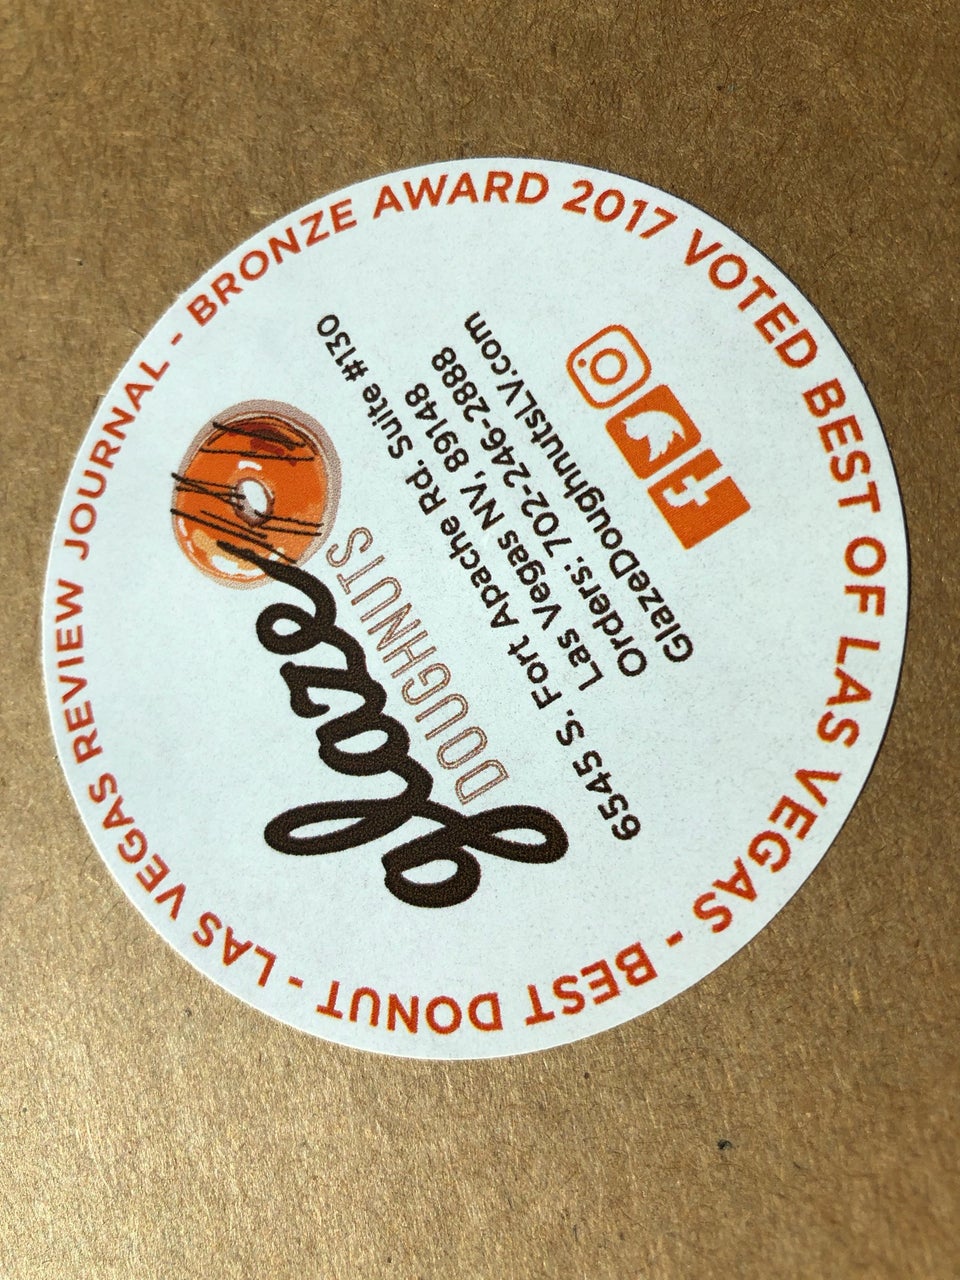 glaze
DOUGHNUTS
6545 S. Fort Apache Rd. Suite #130
Las Vegas NV, 89148
Orders: 702-246-2888
GlazeDoughnutsLV.com
LAS VEGAS REVIEW JOURNAL - BRONZE AWARD 2017 VOTED BEST OF LAS VEGAS - BEST DONUT -